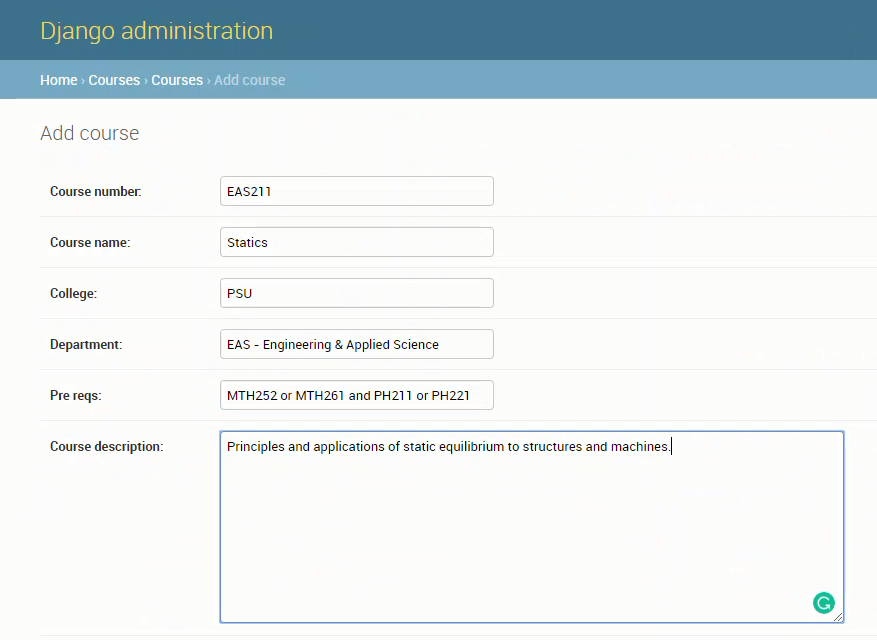 Django administration
Home › Courses › Courses › Add course
Add course
Course number: EAS211
Course name: Statics
College: PSU
Department: EAS - Engineering & Applied Science
Pre reqs: MTH252 or MTH261 and PH211 or PH221
Course description: Principles and applications of static equilibrium to structures and machines.